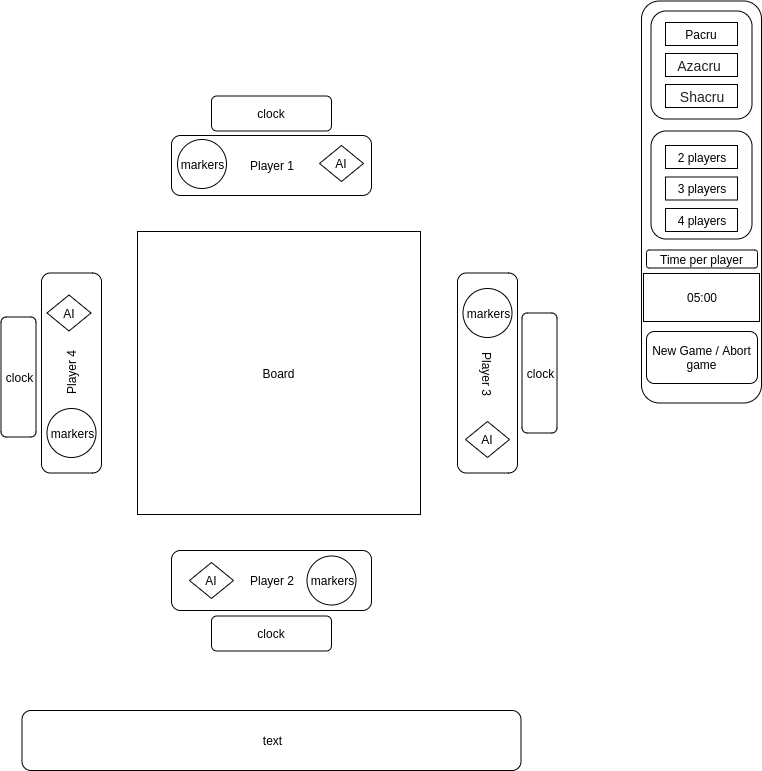 Pacru
Azacru
Shacru
2 players
3 players
4 players
Time per player
05:00
New Game / Abort
game
clock
markers
Player 1
AI
clock
AI
Player 4
markers
Board
markers
Player 3
AI
clock
AI
Player 2
markers
clock
text